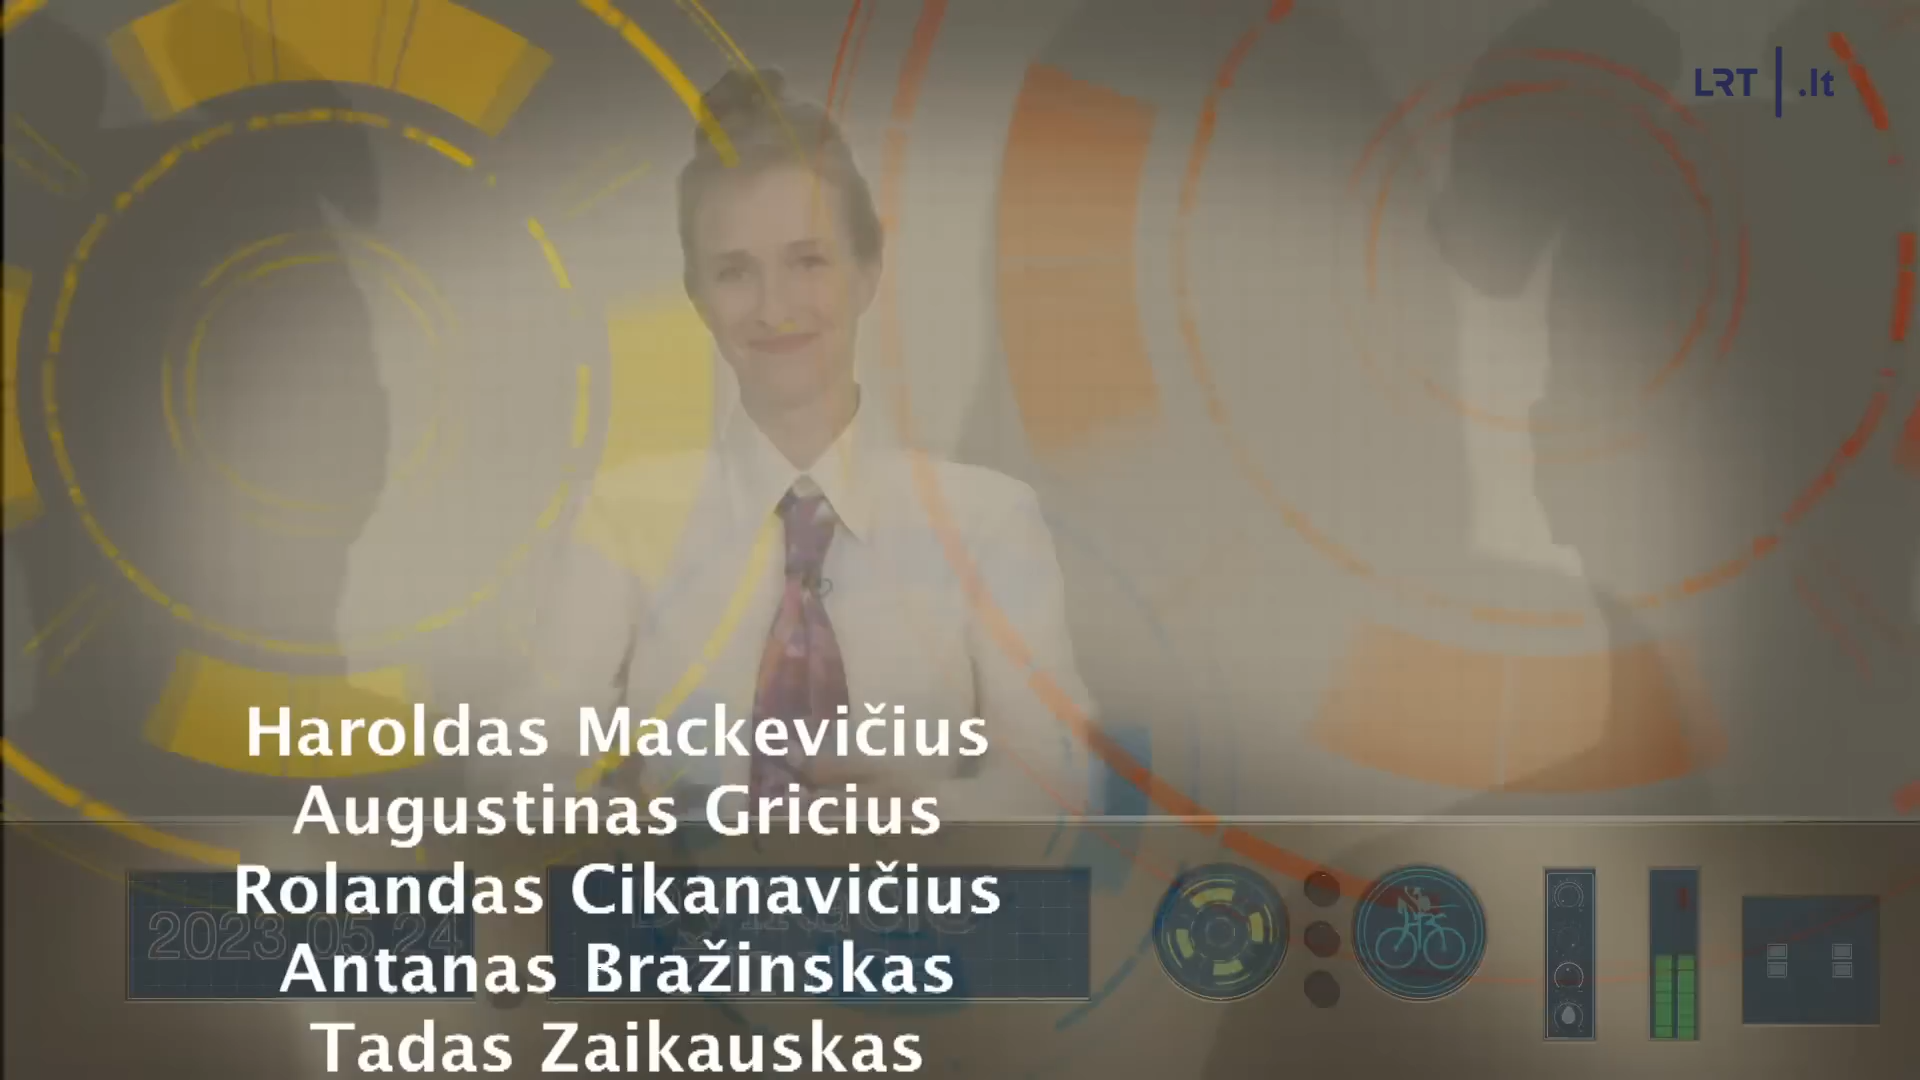 LRT | .lt
Haroldas Mackevičius
Augustinas Gricius
Rolandas Cikanavičius
2023 05 24
Antanas Bražinskas
Tadas Zaikauskas